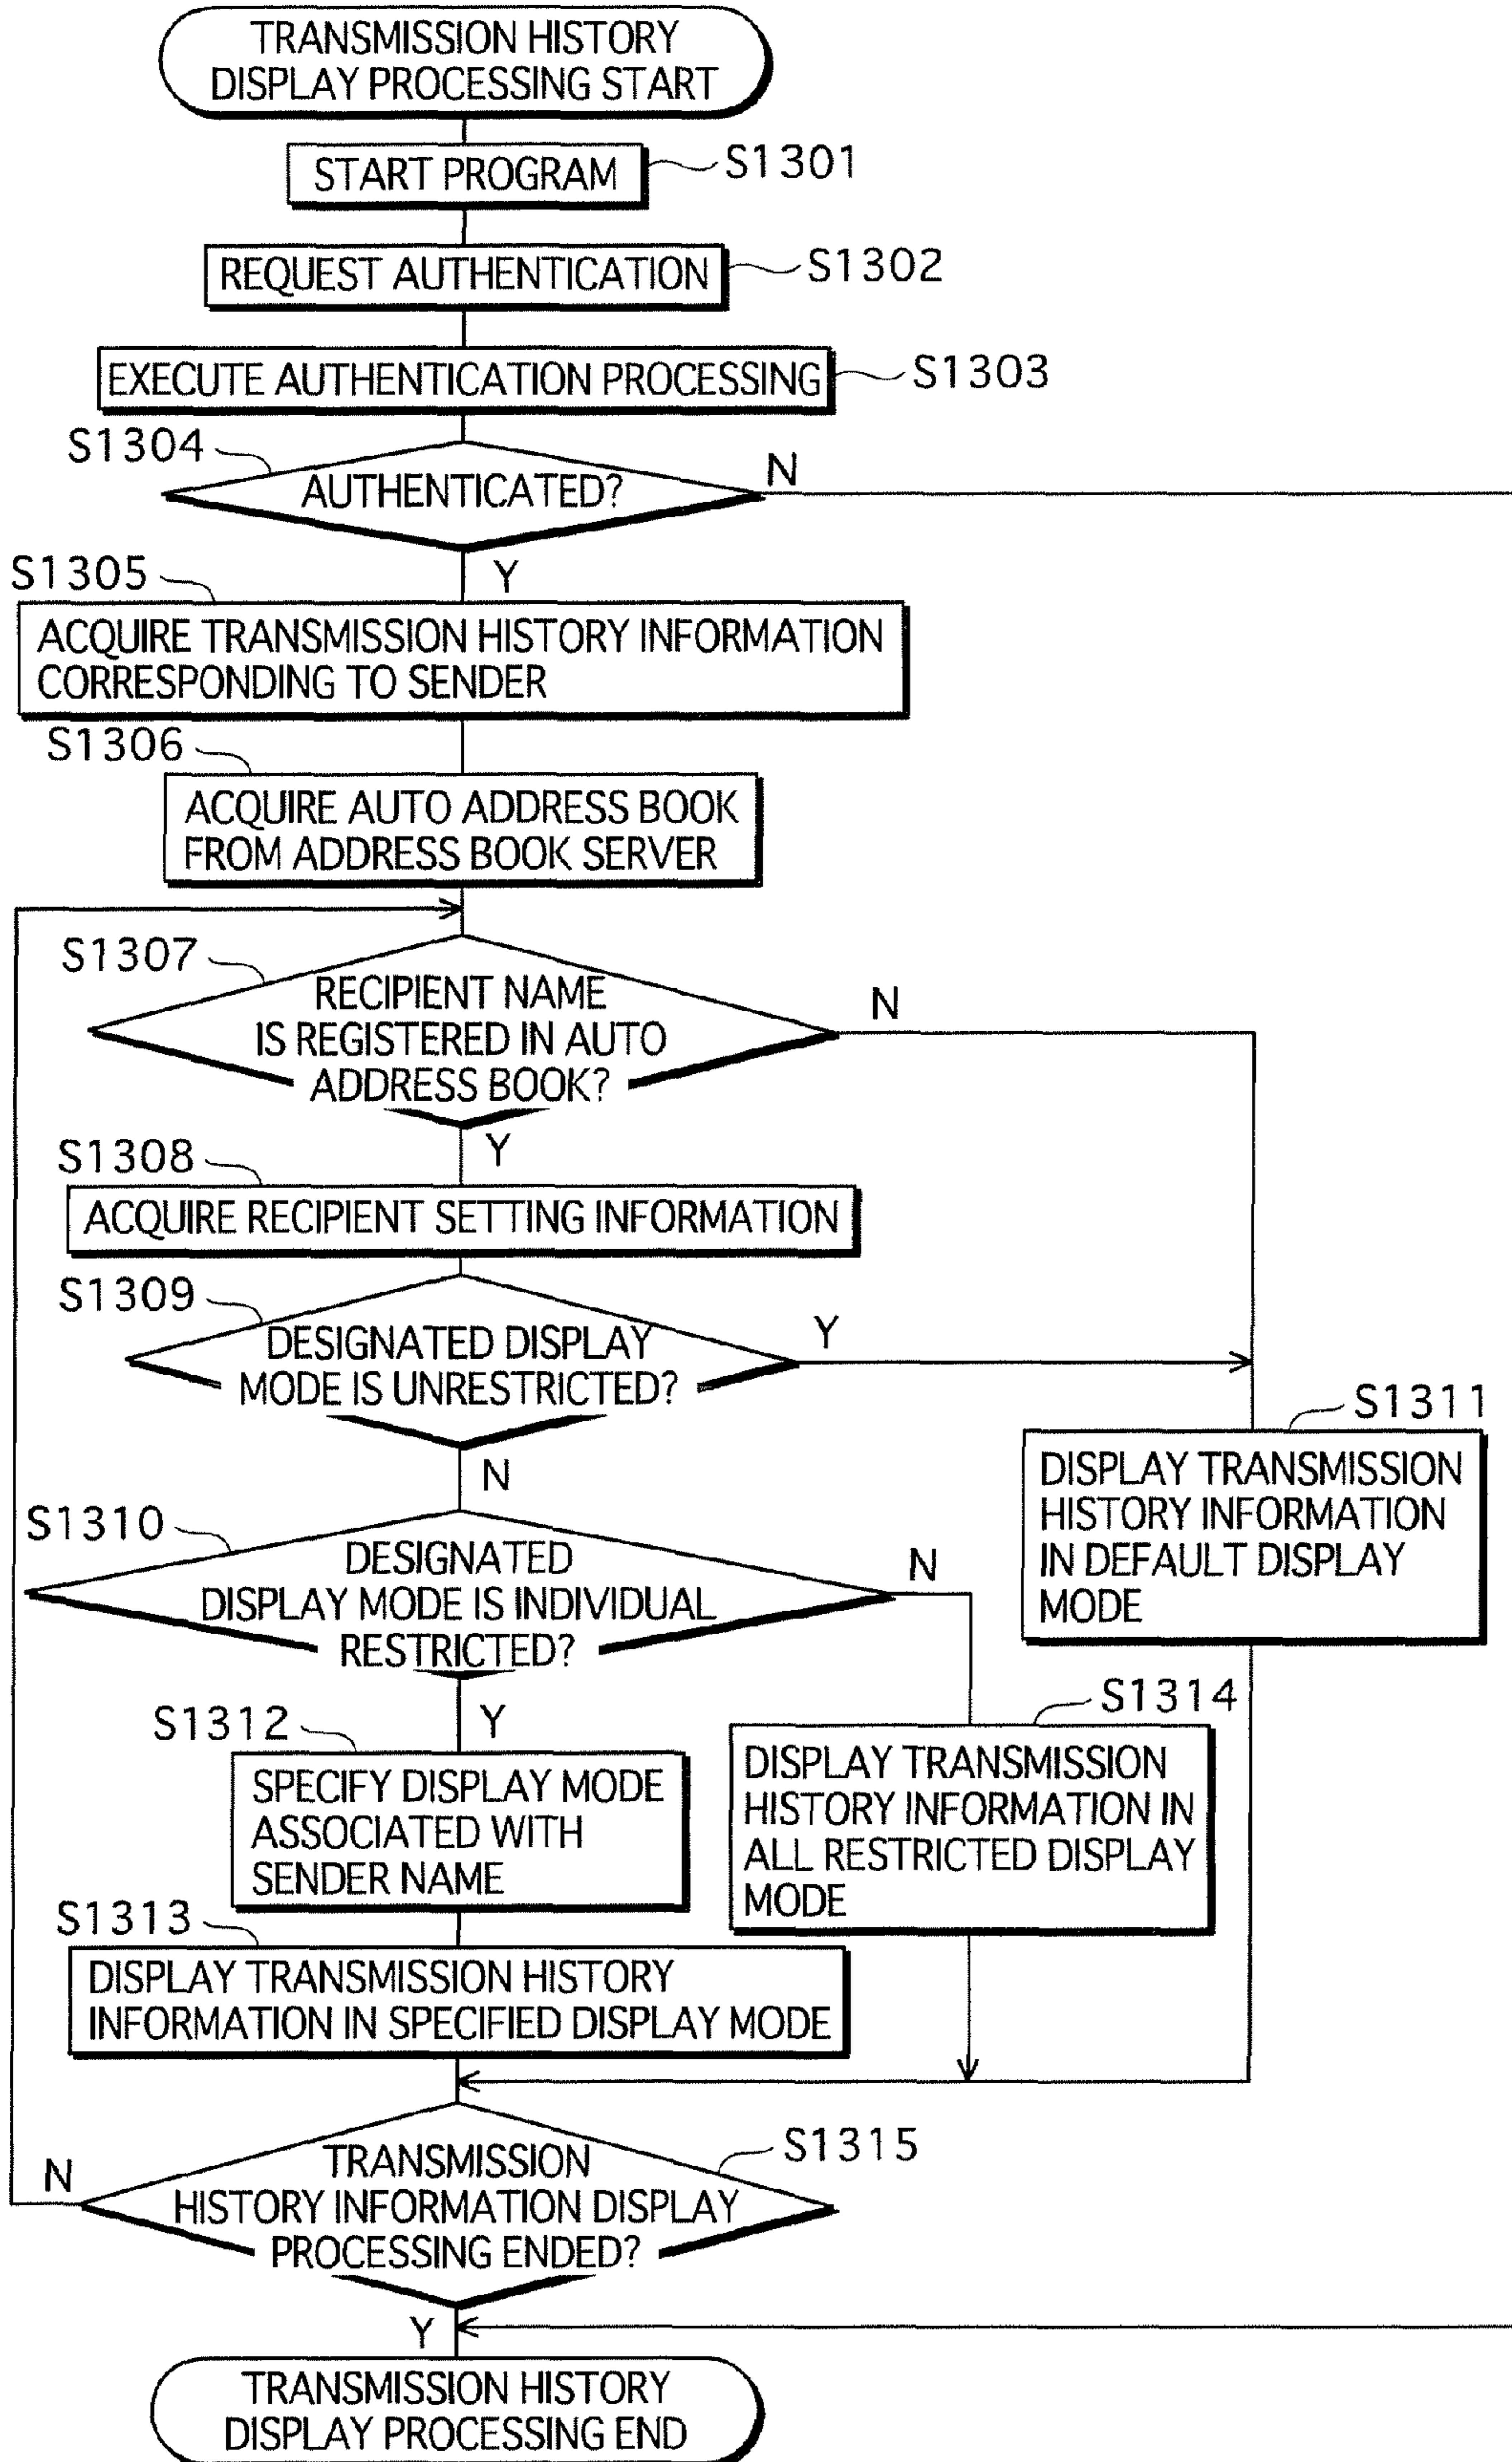 TRANSMISSION HISTORY
DISPLAY PROCESSING START
START PROGRAM
S1301
REQUEST AUTHENTICATION
S1302
EXECUTE AUTHENTICATION PROCESSING
S1303
S1304
AUTHENTICATED?
N
Y
S1305
ACQUIRE TRANSMISSION HISTORY INFORMATION
CORRESPONDING TO SENDER
S1306
ACQUIRE AUTO ADDRESS BOOK
FROM ADDRESS BOOK SERVER
S1307
RECIPIENT NAME
IS REGISTERED IN AUTO
ADDRESS BOOK?
N
Y
S1308
ACQUIRE RECIPIENT SETTING INFORMATION
S1309
DESIGNATED DISPLAY
MODE IS UNRESTRICTED?
Y
N
S1311
DISPLAY TRANSMISSION
HISTORY INFORMATION
IN DEFAULT DISPLAY
MODE
S1310
DESIGNATED
DISPLAY MODE IS INDIVIDUAL
RESTRICTED?
N
Y
S1312
SPECIFY DISPLAY MODE
ASSOCIATED WITH
SENDER NAME
S1314
DISPLAY TRANSMISSION
HISTORY INFORMATION IN
ALL RESTRICTED DISPLAY
MODE
S1313
DISPLAY TRANSMISSION HISTORY
INFORMATION IN SPECIFIED DISPLAY MODE
S1315
TRANSMISSION
HISTORY INFORMATION DISPLAY
PROCESSING ENDED?
N
Y
TRANSMISSION HISTORY
DISPLAY PROCESSING END